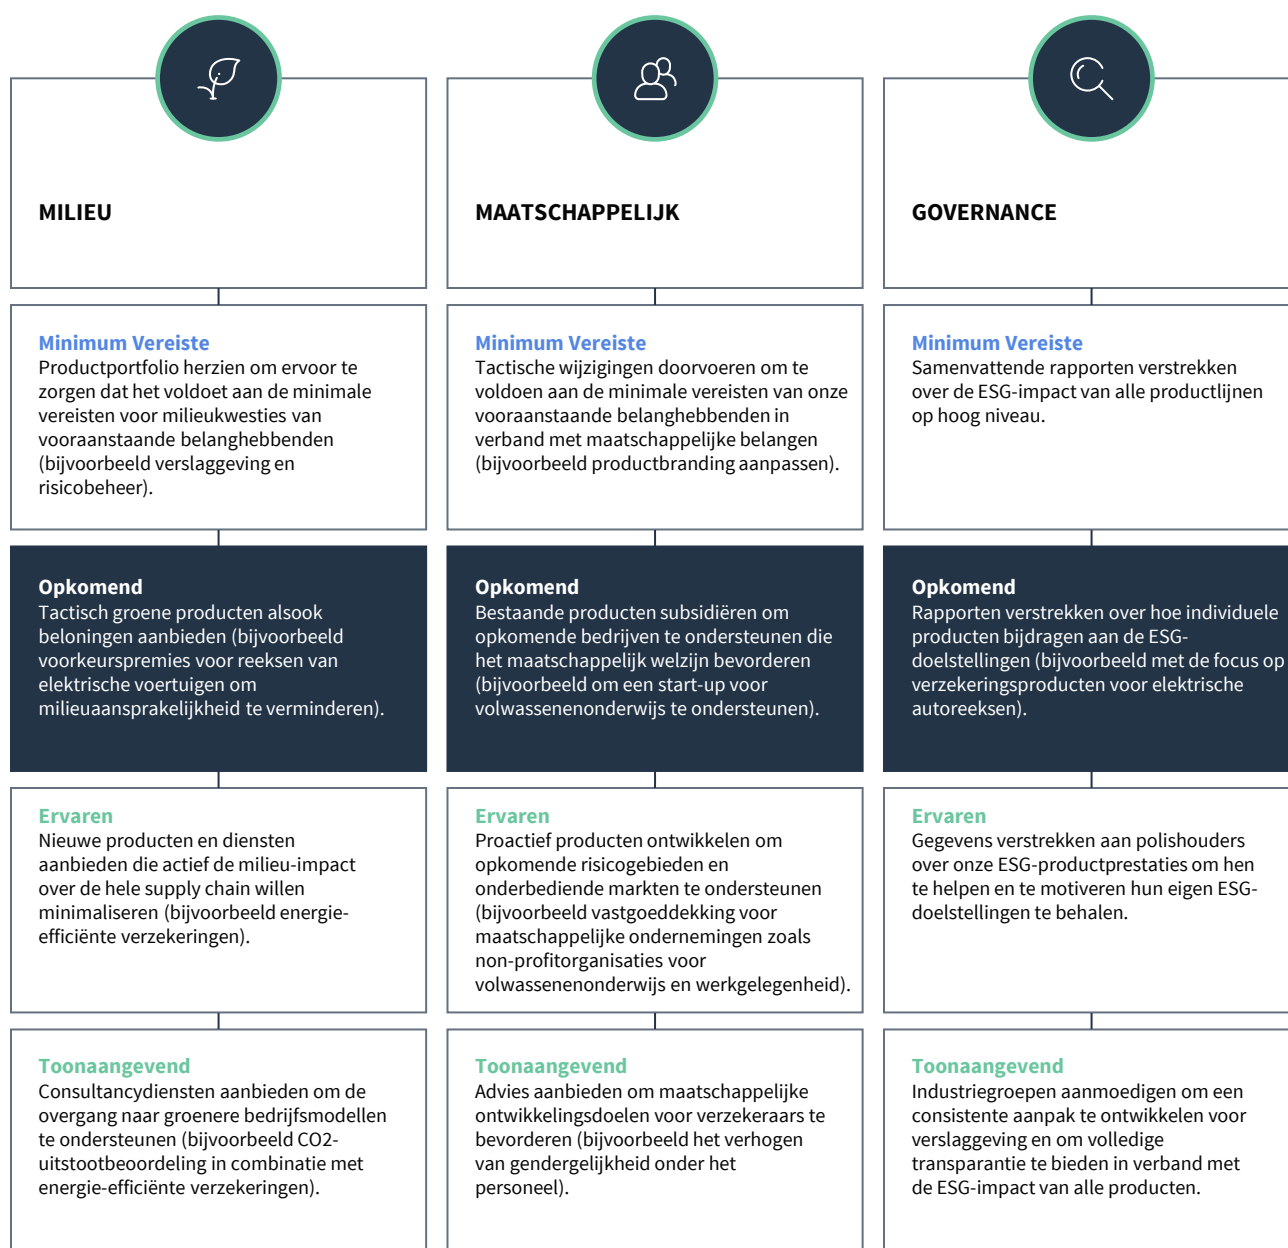 MILIEU
MAATSCHAPPELIJK
GOVERNANCE
Minimum Vereiste
Productportfolio herzien om ervoor te
zorgen dat het voldoet aan de minimale
vereisten voor milieukwesties van
vooraanstaande belanghebbenden
(bijvoorbeeld verslaggeving en
risicobeheer).
Minimum Vereiste
Tactische wijzigingen doorvoeren om te
voldoen aan de minimale vereisten van onze
vooraanstaande belanghebbenden in
verband met maatschappelijke belangen
(bijvoorbeeld productbranding aanpassen).
Minimum Vereiste
Samenvattende rapporten verstrekken
over de ESG-impact van alle productlijnen
op hoog niveau.
Opkomend
Tactisch groene producten alsook
beloningen aanbieden (bijvoorbeeld
voorkeurspremies voor reeksen van
elektrische voertuigen om
milieuaansprakelijkheid te verminderen).
Opkomend
Bestaande producten subsidiëren om
opkomende bedrijven te ondersteunen die
het maatschappelijk welzijn bevorderen
(bijvoorbeeld om een start-up voor
volwassenenonderwijs te ondersteunen).
Opkomend
Rapporten verstrekken over hoe individuele
producten bijdragen aan de ESG-
doelstellingen (bijvoorbeeld met de focus op
verzekeringsproducten voor elektrische
autoreeksen).
Ervaren
Nieuwe producten en diensten
aanbieden die actief de milieu-impact
over de hele supply chain willen
minimaliseren (bijvoorbeeld energie-
efficiënte verzekeringen).
Ervaren
Proactief producten ontwikkelen om
opkomende risicogebieden en
onderbediende markten te ondersteunen
(bijvoorbeeld vastgoeddekking voor
maatschappelijke ondernemingen zoals
non-profitorganisaties voor
volwassenenonderwijs en werkgelegenheid).
Ervaren
Gegevens verstrekken aan polishouders
over onze ESG-productprestaties om hen
te helpen en te motiveren hun eigen ESG-
doelstellingen te behalen.
Toonaangevend
Consultancydiensten aanbieden om de
overgang naar groenere bedrijfsmodellen
te ondersteunen (bijvoorbeeld CO2-
uitstootbeoordeling in combinatie met
energie-efficiënte verzekeringen).
Toonaangevend
Advies aanbieden om maatschappelijke
ontwikkelingsdoelen voor verzekeraars te
bevorderen (bijvoorbeeld het verhogen
van gendergelijkheid onder het
personeel).
Toonaangevend
Industriegroepen aanmoedigen om een
consistente aanpak te ontwikkelen voor
verslaggeving en om volledige
transparantie te bieden in verband met
de ESG-impact van alle producten.